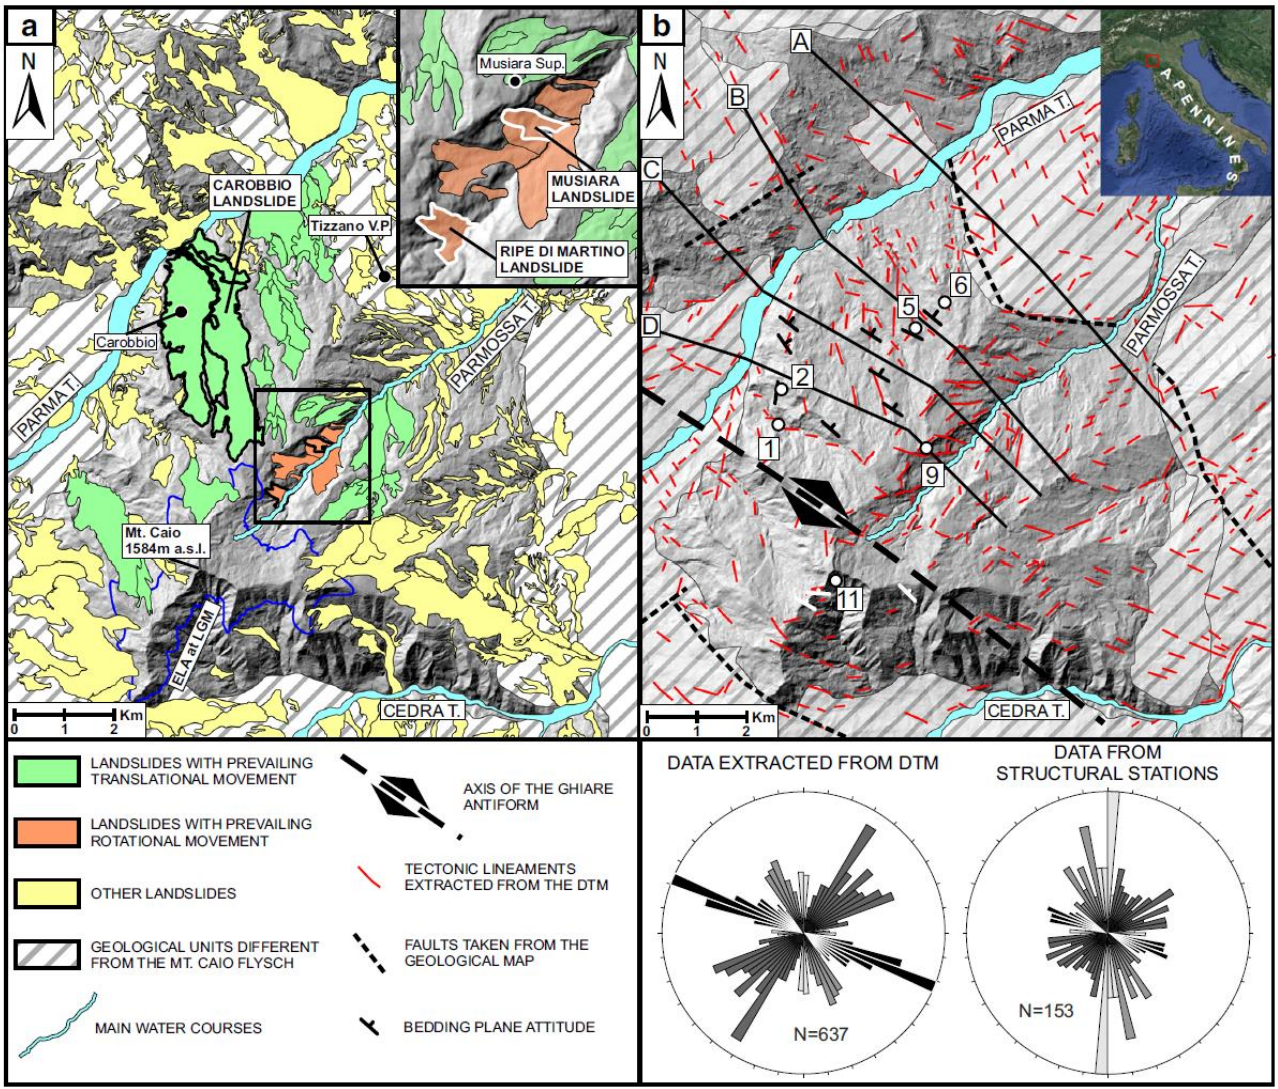 a
N
Musiara Sup.
MUSIARA
LANDSLIDE
RIPE DI MARTINO
LANDSLIDE
CAROBBIO
LANDSLIDE
Tizzano V.P.
Carobbio
PARMA T.
PARMOSSA T.
Mt. Caio
1584m a.s.l.
ELA at LGM
CEDRA T.
0 1 2 Km
b
N
A
B
C
D
PARMA T.
APENNINES
PARMOSSA T.
6
5
2
1
9
11
CEDRA T.
0 1 2 Km
LANDSLIDES WITH PREVAILING
TRANSLATIONAL MOVEMENT
LANDSLIDES WITH PREVAILING
ROTATIONAL MOVEMENT
OTHER LANDSLIDES
GEOLOGICAL UNITS DIFFERENT
FROM THE MT. CAIO FLYSCH
MAIN WATER COURSES
AXIS OF THE GHIARE
ANTIFORM
TECTONIC LINEAMENTS
EXTRACTED FROM THE DTM
FAULTS TAKEN FROM THE
GEOLOGICAL MAP
BEDDING PLANE ATTITUDE
DATA EXTRACTED FROM DTM
N=637
DATA FROM
STRUCTURAL STATIONS
N=153